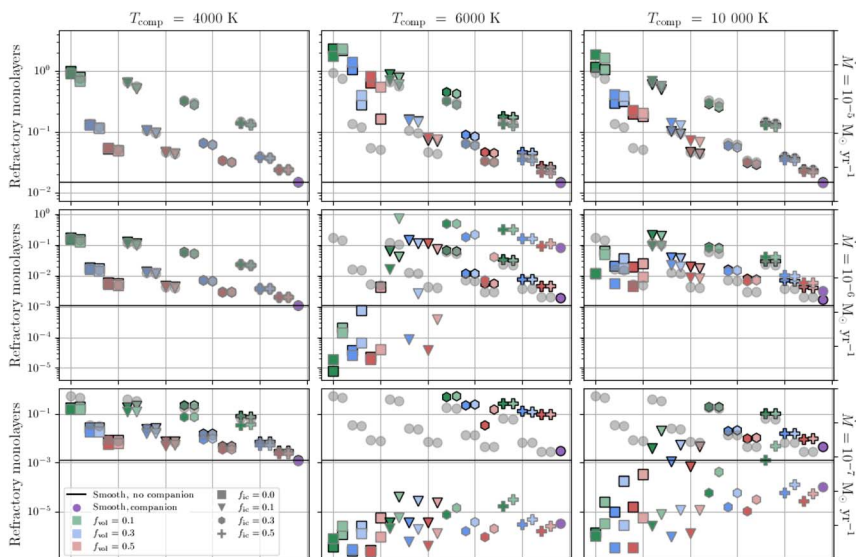 T_comp = 4000 K
T_comp = 6000 K
T_comp = 10 000 K
Refractory monolayers
10⁰
10⁻¹
10⁻²
Ṁ = 10⁻⁵ M⊙ yr⁻¹
Refractory monolayers
10⁰
10⁻¹
10⁻²
10⁻³
10⁻⁴
10⁻⁵
Ṁ = 10⁻⁶ M⊙ yr⁻¹
Refractory monolayers
10⁻¹
10⁻³
10⁻⁵
Ṁ = 10⁻⁷ M⊙ yr⁻¹
Smooth, no companion
Smooth, companion
f_vol = 0.1
f_vol = 0.3
f_vol = 0.5
f_ic = 0.0
f_ic = 0.1
f_ic = 0.3
f_ic = 0.5